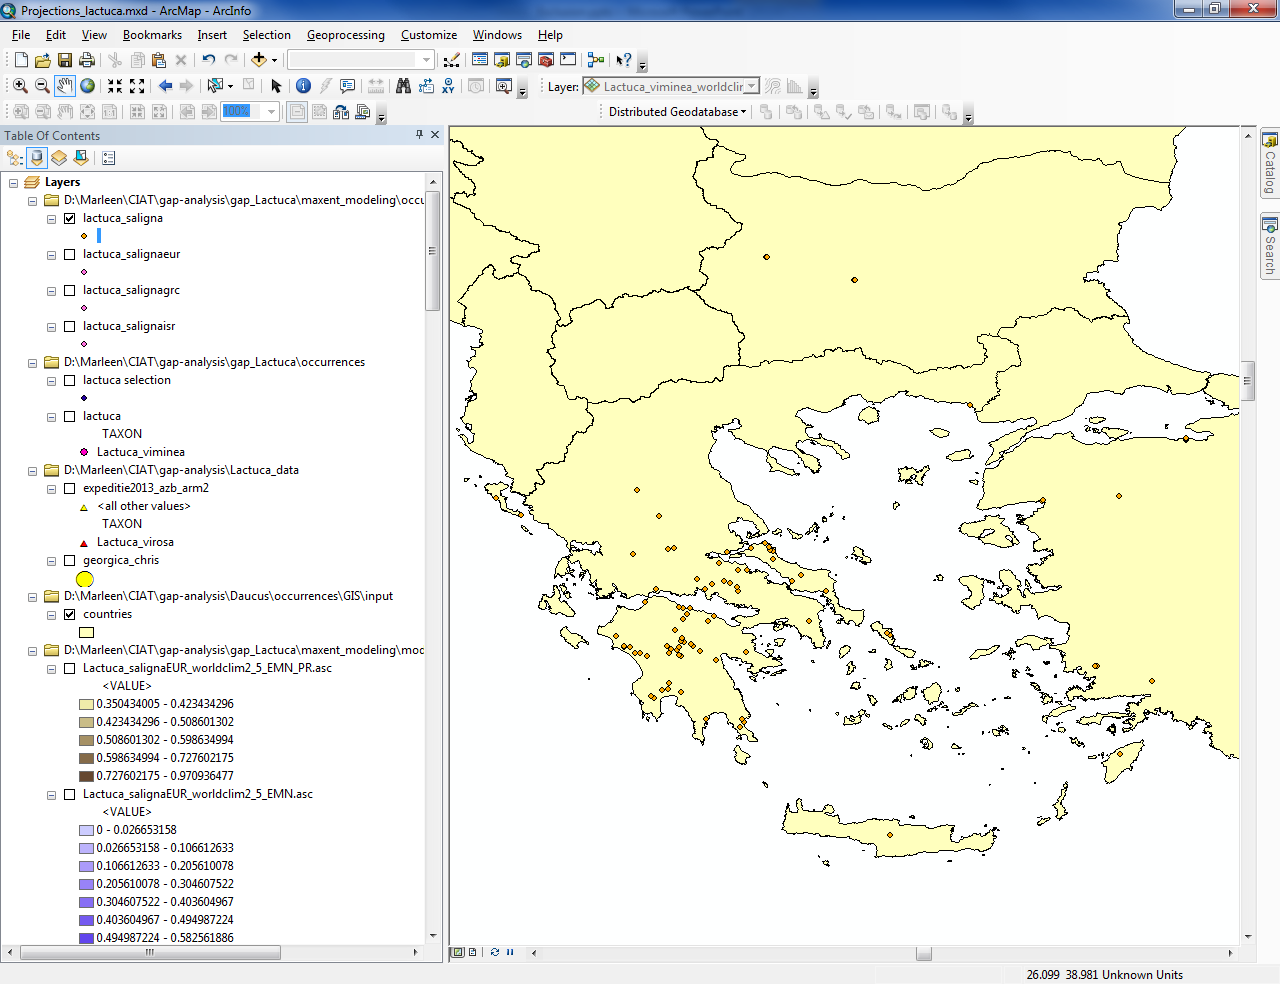 Projections_lactuca.mxd - ArcMap - ArcInfo
File Edit View Bookmarks Insert Selection Geoprocessing Customize Windows Help
Layer: Lactuca_viminea_worldclir
100% Distributed Geodatabase
Table Of Contents
Layers
D:\Marleen\CIAT\gap-analysis\gap_Lactuca\maxent_modeling\occu
lactuca_saligna
lactuca_salignaeur
lactuca_salignagrc
lactuca_salignaisr
D:\Marleen\CIAT\gap-analysis\gap_Lactuca\occurrences
lactuca selection
lactuca
TAXON
Lactuca_viminea
D:\Marleen\CIAT\gap-analysis\Lactuca_data
expeditie2013_azb_arm2
<all other values>
TAXON
Lactuca_virosa
georgica_chris
D:\Marleen\CIAT\gap-analysis\Daucus\occurrences\GIS\input
countries
D:\Marleen\CIAT\gap-analysis\gap_Lactuca\maxent_modeling\moc
Lactuca_salignaEUR_worldclim2_5_EMN_PR.asc
<VALUE>
0.350434005 - 0.423434296
0.423434296 - 0.508601302
0.508601302 - 0.598634994
0.598634994 - 0.727602175
0.727602175 - 0.970936477
Lactuca_salignaEUR_worldclim2_5_EMN.asc
<VALUE>
0 - 0.026653158
0.026653158 - 0.106612633
0.106612633 - 0.205610078
0.205610078 - 0.304607522
0.304607522 - 0.403604967
0.403604967 - 0.494987224
0.494987224 - 0.582561886
Catalog
Search
26.099 38.981 Unknown Units